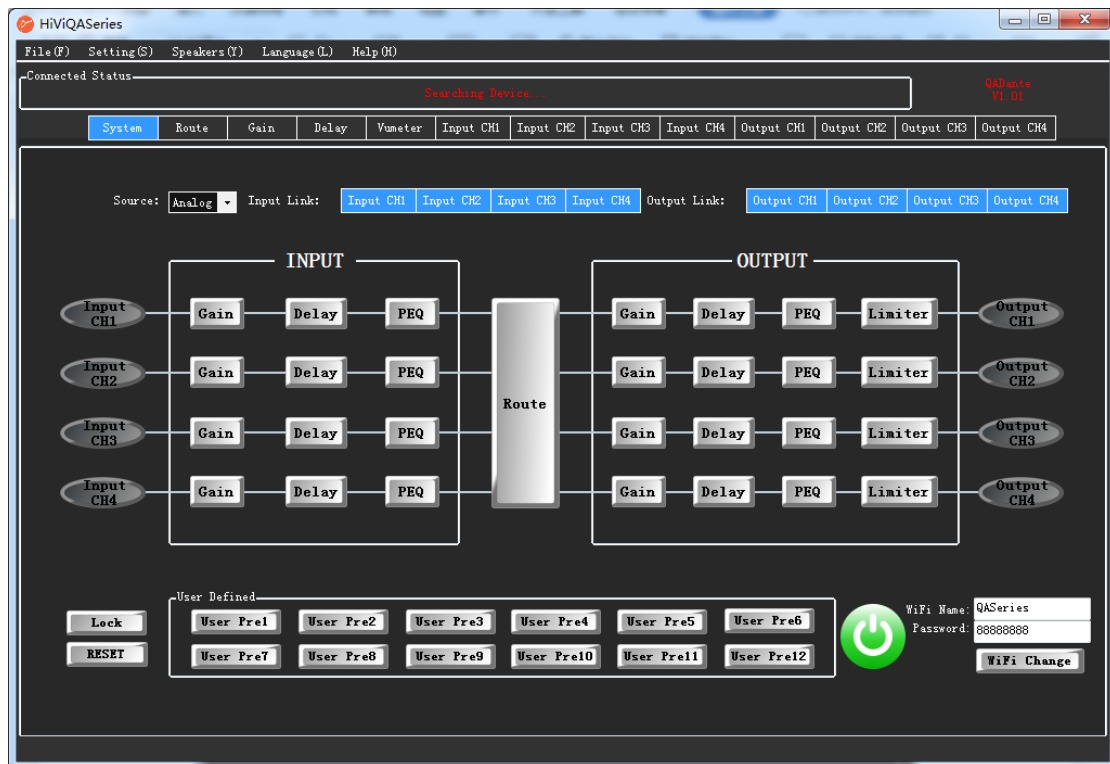 HiViQASeries
File(F) Setting(S) Speakers(Y) Language(L) Help(H)
Connected Status
Searching Device...
QADante
V1.01
System Route Gain Delay Vumeter Input CH1 Input CH2 Input CH3 Input CH4 Output CH1 Output CH2 Output CH3 Output CH4
Source: Analog Input Link: Input CH1 Input CH2 Input CH3 Input CH4 Output Link: Output CH1 Output CH2 Output CH3 Output CH4
INPUT OUTPUT
Input CH1 Gain Delay PEQ Gain Delay PEQ Limiter Output CH1
Input CH2 Gain Delay PEQ Gain Delay PEQ Limiter Output CH2
Route
Input CH3 Gain Delay PEQ Gain Delay PEQ Limiter Output CH3
Input CH4 Gain Delay PEQ Gain Delay PEQ Limiter Output CH4
User Defined
Lock User Pre1 User Pre2 User Pre3 User Pre4 User Pre5 User Pre6
WiFi Name: QASeries
Password: 88888888
RESET User Pre7 User Pre8 User Pre9 User Pre10 User Pre11 User Pre12
WiFi Change